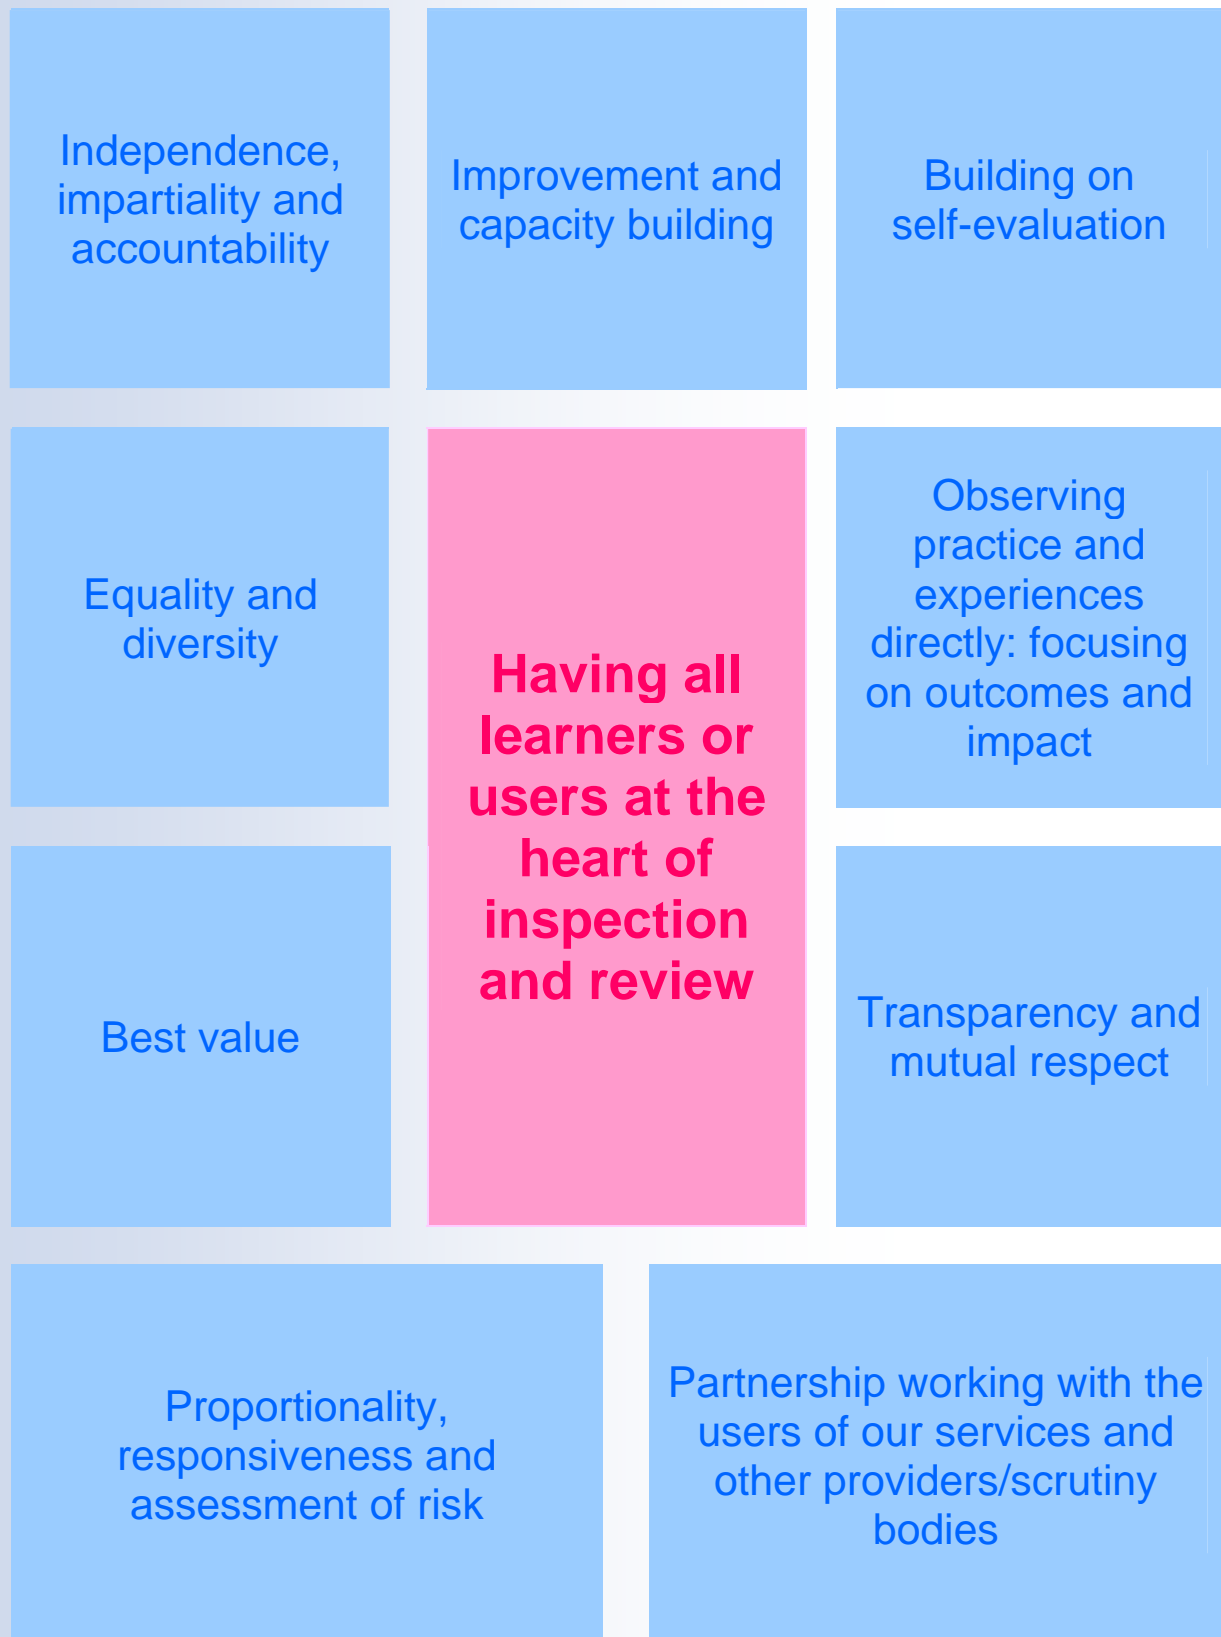 Independence,
impartiality and
accountability
Improvement and
capacity building
Building on
self-evaluation
Equality and
diversity
Having all
learners or
users at the
heart of
inspection
and review
Observing
practice and
experiences
directly: focusing
on outcomes and
impact
Best value
Transparency and
mutual respect
Proportionality,
responsiveness and
assessment of risk
Partnership working with the
users of our services and
other providers/scrutiny
bodies